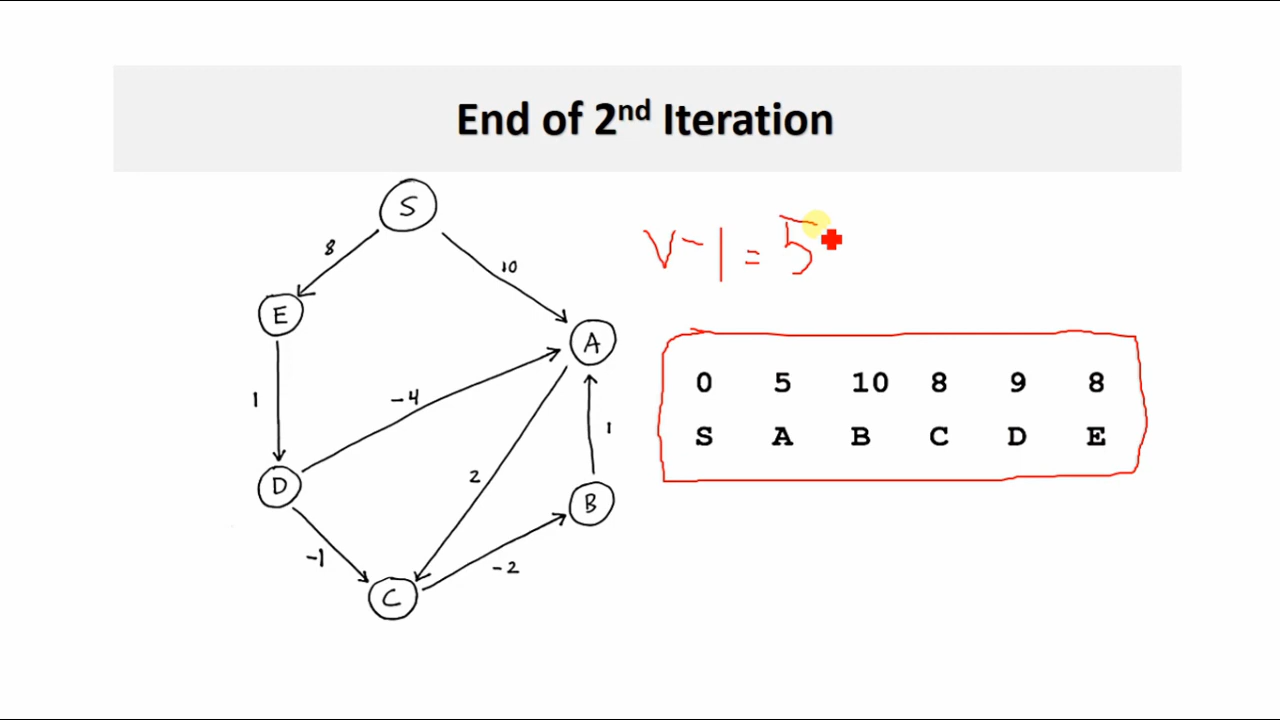 End of 2nd Iteration
S
8
10
V-1 = 5
E
A
0 5 10 8 9 8
1
-4
1
S A B C D E
2
D
B
-1
-2
C